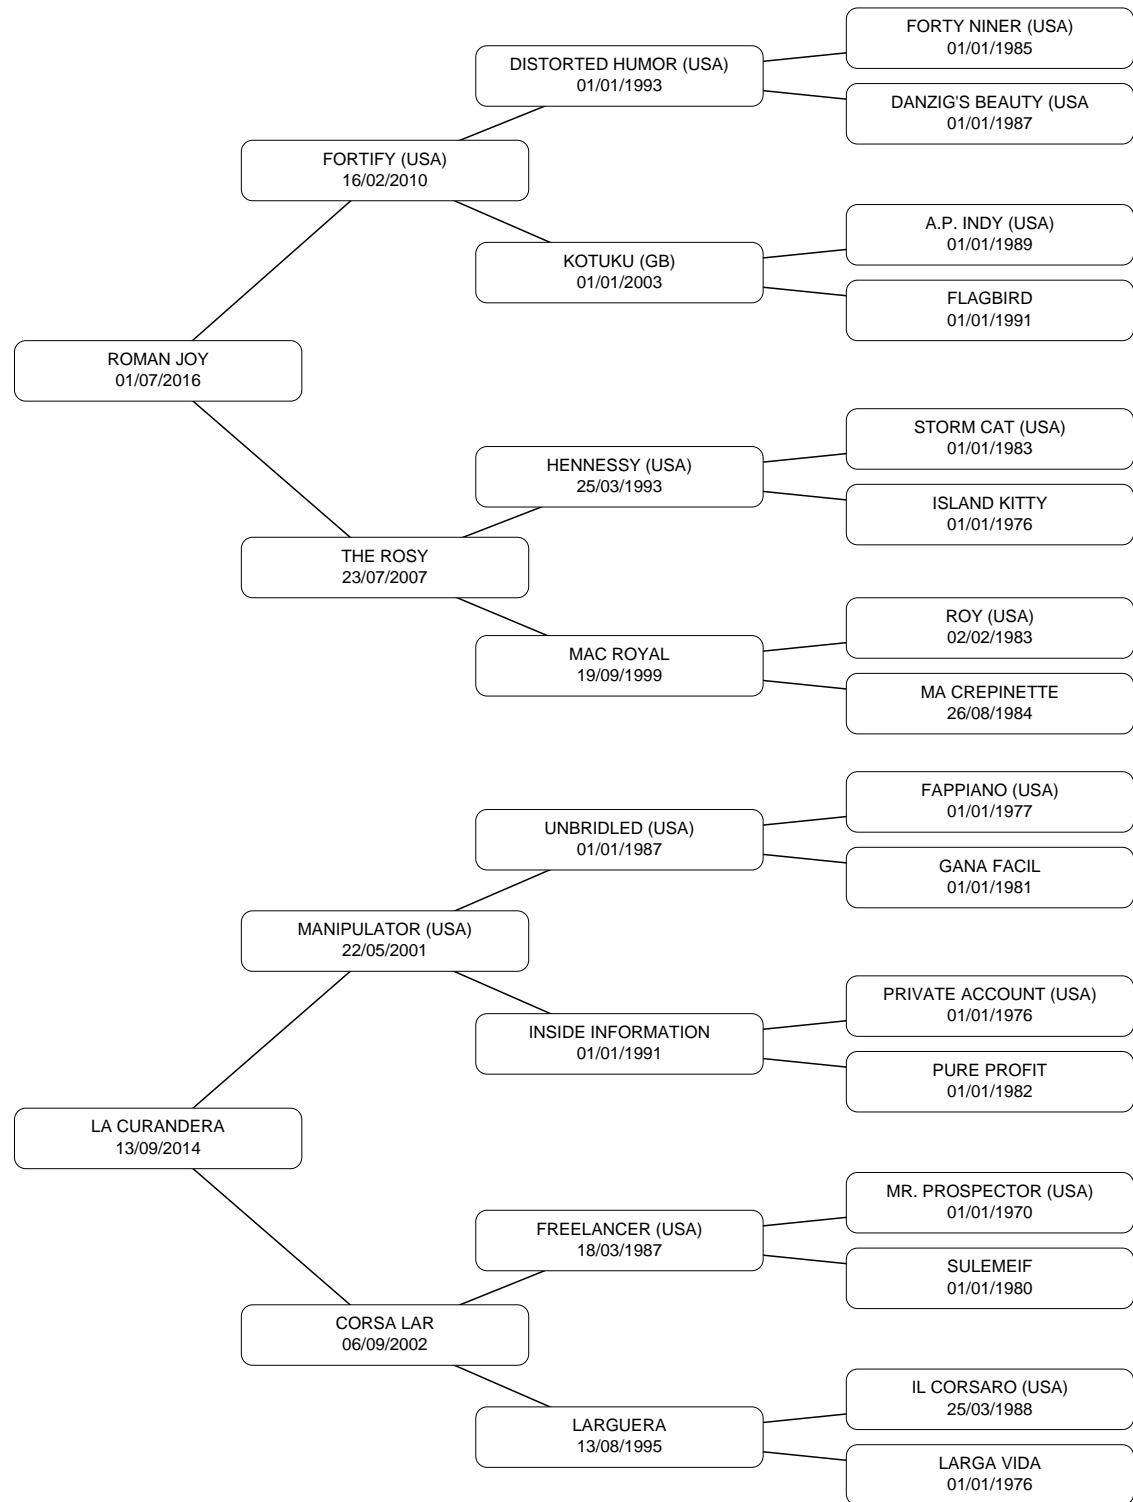 FORTY NINER (USA)
01/01/1985
DISTORTED HUMOR (USA)
01/01/1993
DANZIG'S BEAUTY (USA
01/01/1987
FORTIFY (USA)
16/02/2010
A.P. INDY (USA)
01/01/1989
KOTUKU (GB)
01/01/2003
FLAGBIRD
01/01/1991
ROMAN JOY
01/07/2016
STORM CAT (USA)
01/01/1983
HENNESSY (USA)
25/03/1993
ISLAND KITTY
01/01/1976
THE ROSY
23/07/2007
ROY (USA)
02/02/1983
MAC ROYAL
19/09/1999
MA CREPINETTE
26/08/1984
FAPPIANO (USA)
01/01/1977
UNBRIDLED (USA)
01/01/1987
GANA FACIL
01/01/1981
MANIPULATOR (USA)
22/05/2001
PRIVATE ACCOUNT (USA)
01/01/1976
INSIDE INFORMATION
01/01/1991
PURE PROFIT
01/01/1982
LA CURANDERA
13/09/2014
MR. PROSPECTOR (USA)
01/01/1970
FREELANCER (USA)
18/03/1987
SULEMEIF
01/01/1980
CORSA LAR
06/09/2002
IL CORSARO (USA)
25/03/1988
LARGUERA
13/08/1995
LARGA VIDA
01/01/1976